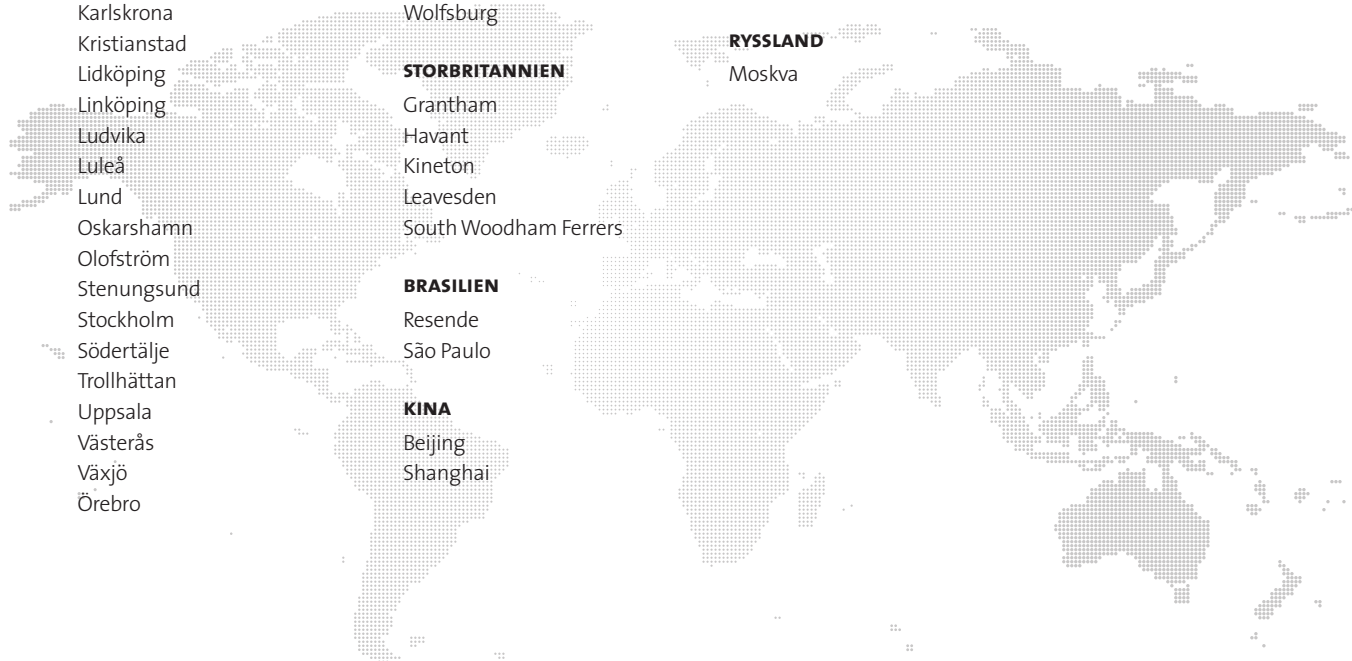 Karlskrona
Kristianstad
Lidköping
Linköping
Ludvika
Luleå
Lund
Oskarshamn
Olofström
Stenungsund
Stockholm
Södertälje
Trollhättan
Uppsala
Västerås
Växjö
Örebro
Wolfsburg
STORBRITANNIEN
Grantham
Havant
Kineton
Leavesden
South Woodham Ferrers
BRASILIEN
Resende
São Paulo
KINA
Beijing
Shanghai
RYSSLAND
Moskva